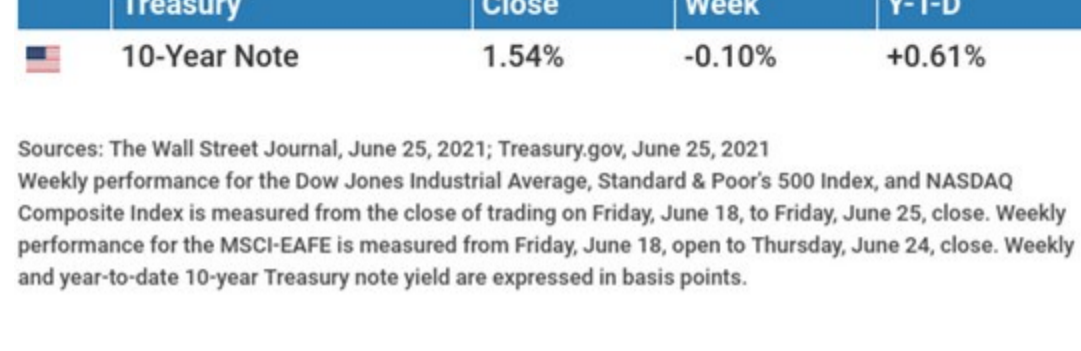 Treasury Close Week Y-T-D
10-Year Note 1.54% -0.10% +0.61%
Sources: The Wall Street Journal, June 25, 2021; Treasury.gov, June 25, 2021
Weekly performance for the Dow Jones Industrial Average, Standard & Poor's 500 Index, and NASDAQ
Composite Index is measured from the close of trading on Friday, June 18, to Friday, June 25, close. Weekly
performance for the MSCI-EAFE is measured from Friday, June 18, open to Thursday, June 24, close. Weekly
and year-to-date 10-year Treasury note yield are expressed in basis points.